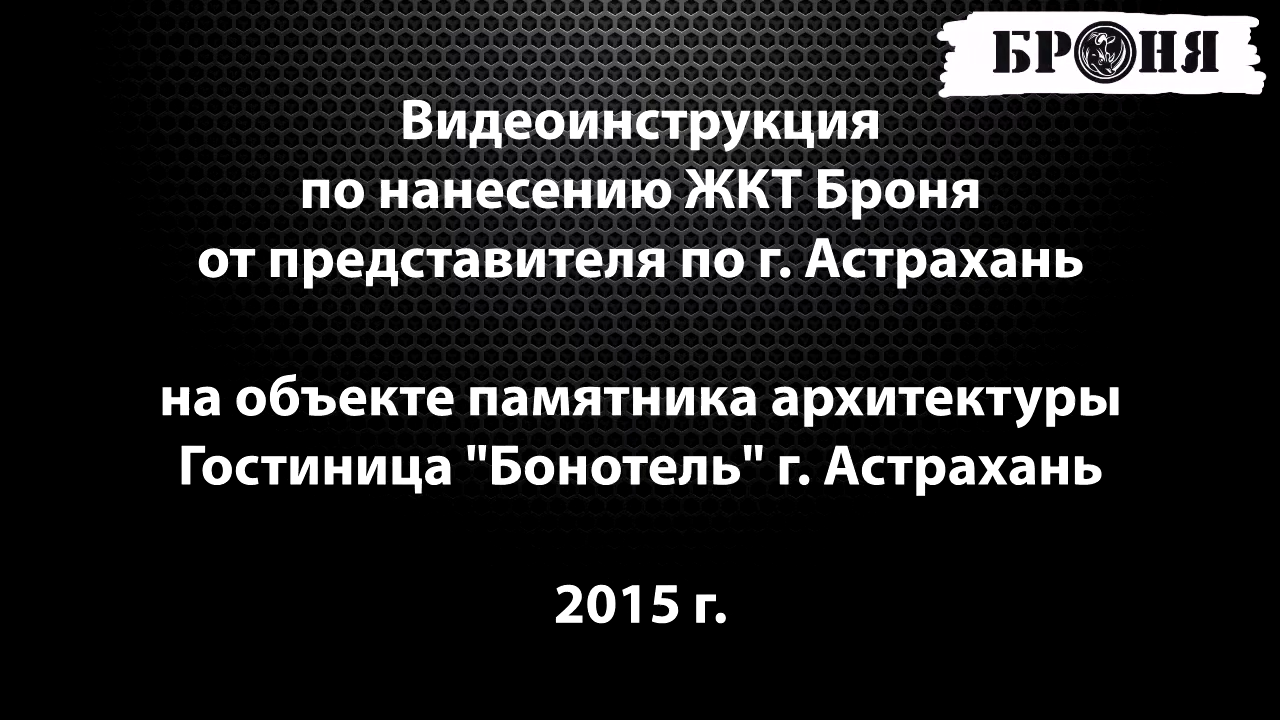 БРОНЯ
Видеоинструкция
по нанесению ЖКТ Броня
от представителя по г. Астрахань
на объекте памятника архитектуры
Гостиница "Бонотель" г. Астрахань
2015 г.